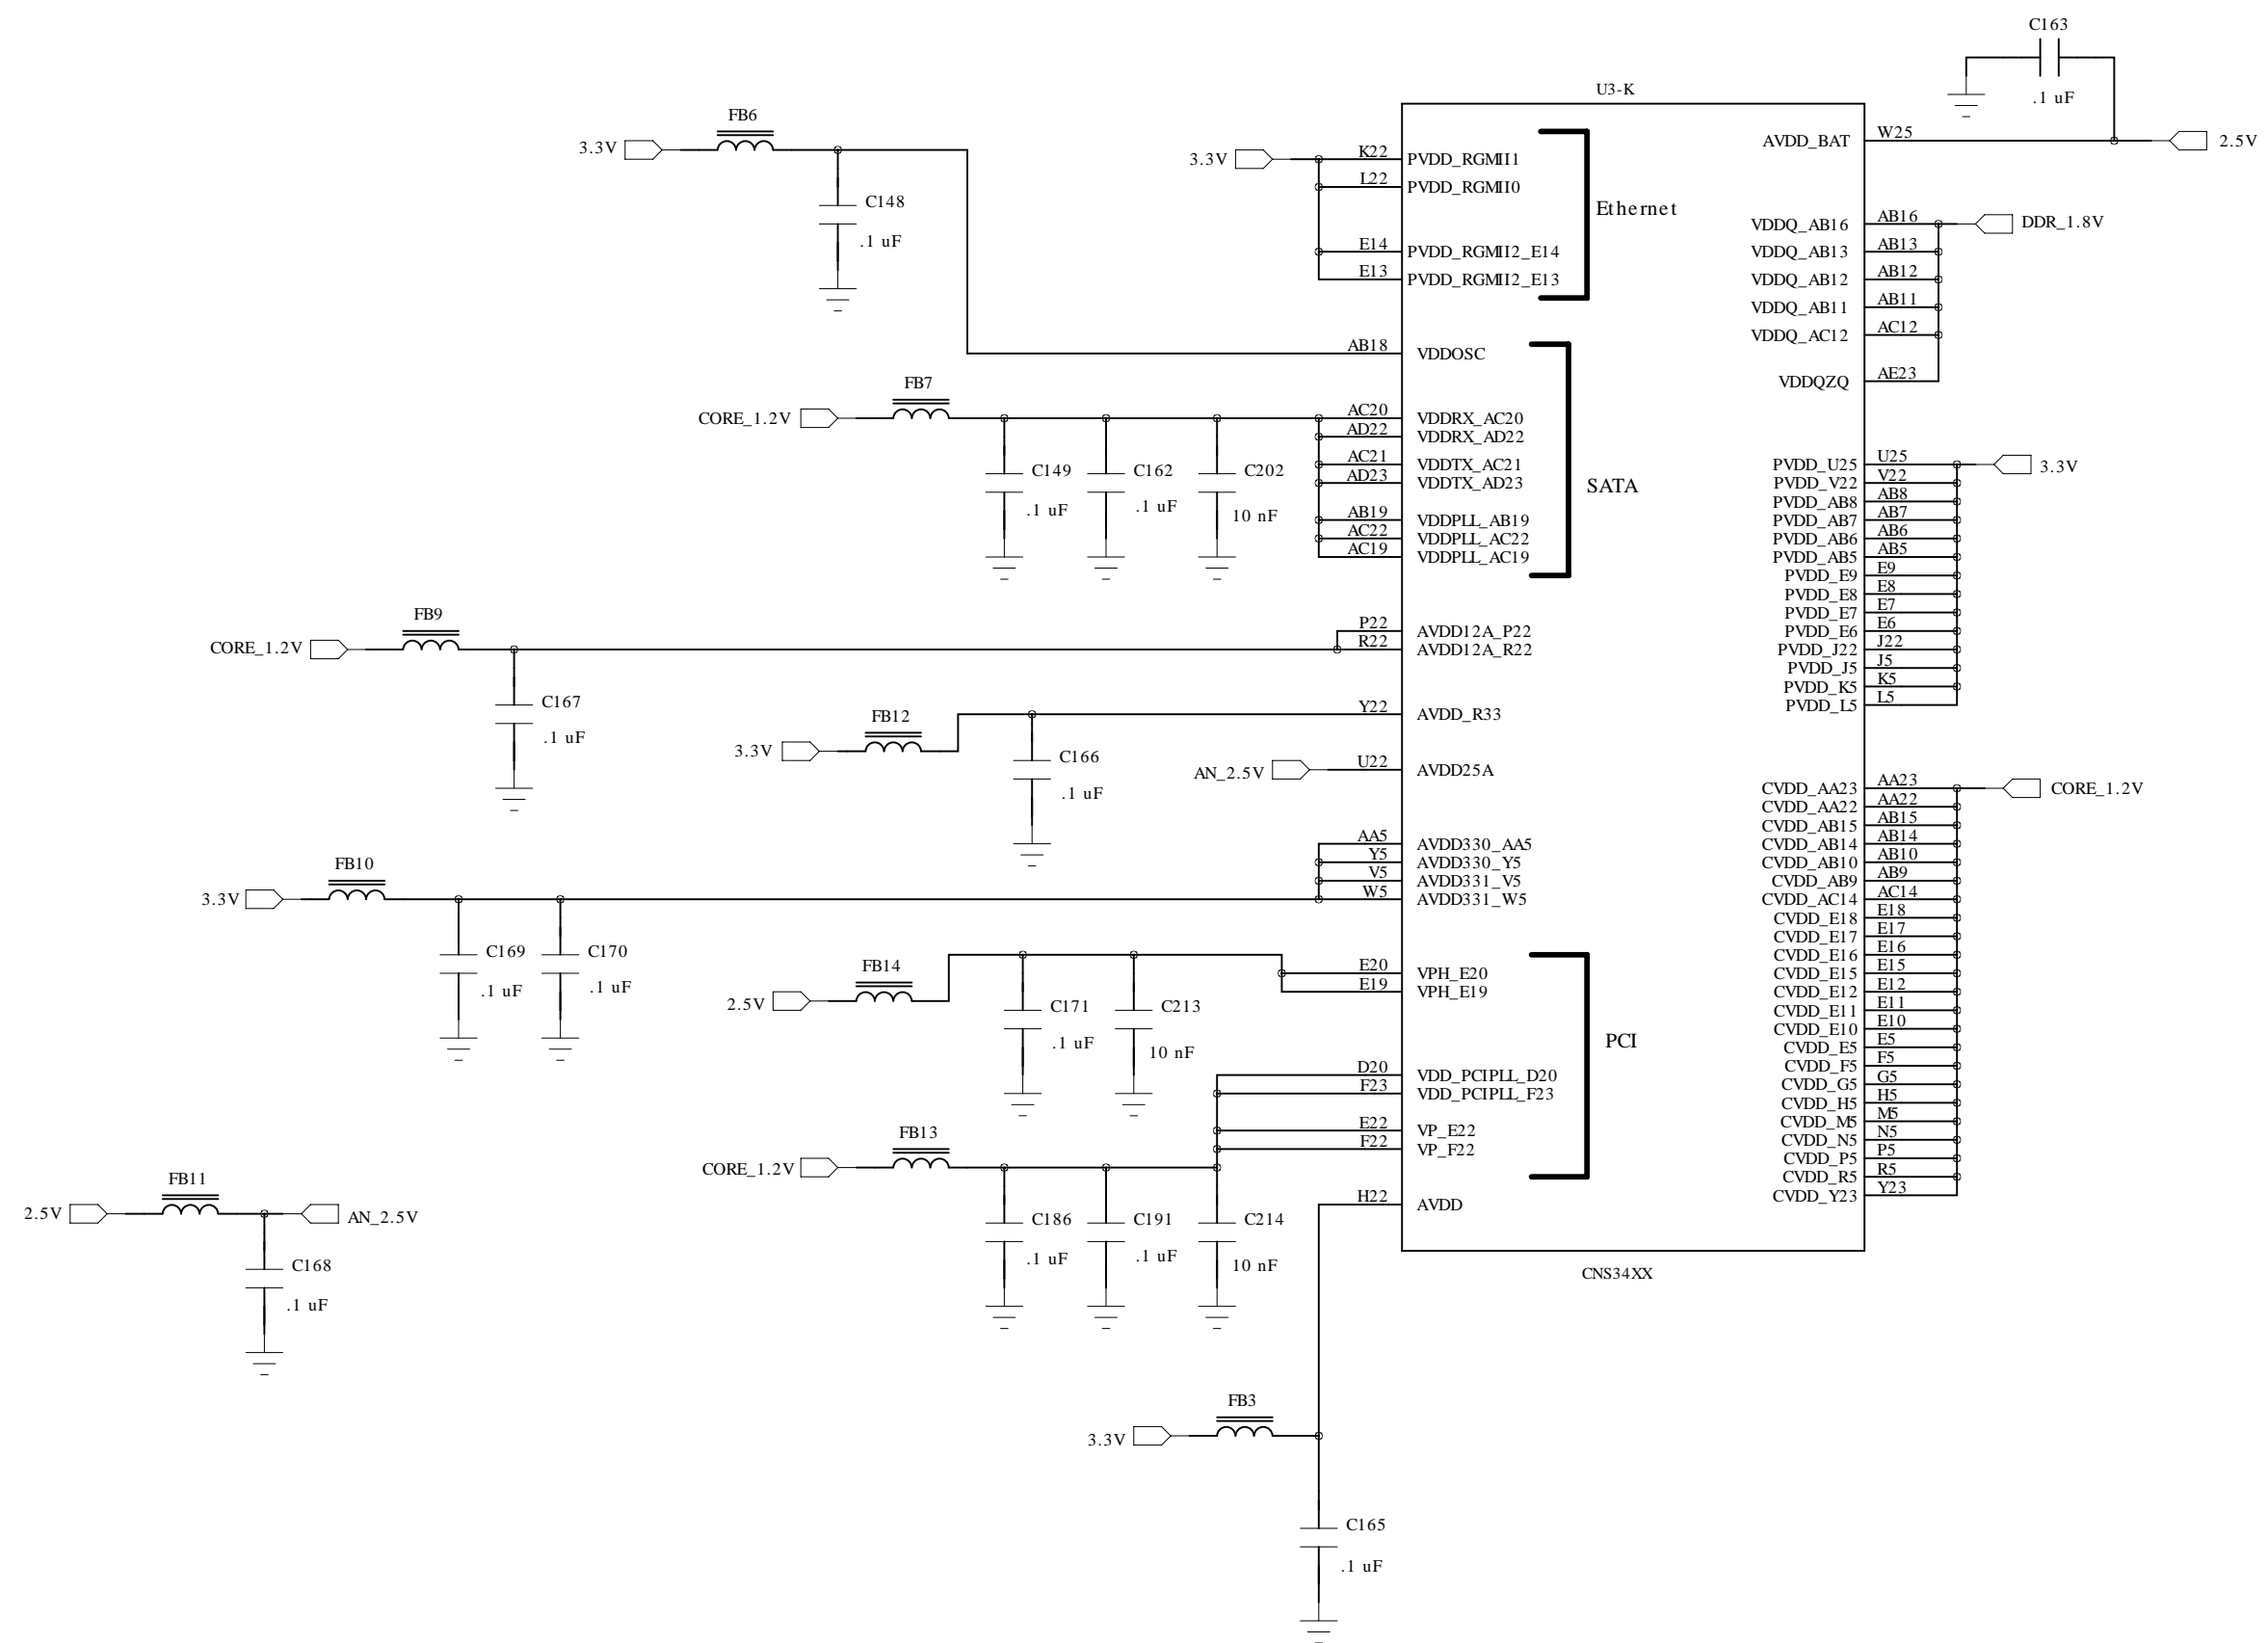 C163
.1 uF
U3-K
AVDD_BAT
W25
2.5V
FB6
3.3V
C148
.1 uF
3.3V
K22
PVDD_RGMII1
L22
PVDD_RGMII0
E14
PVDD_RGMII2_E14
E13
PVDD_RGMII2_E13
Ethernet
VDDQ_AB16
AB16
DDR_1.8V
VDDQ_AB13
AB13
VDDQ_AB12
AB12
VDDQ_AB11
AB11
VDDQ_AC12
AC12
VDDQZQ
AE23
AB18
VDDOSC
FB7
CORE_1.2V
C149
.1 uF
C162
.1 uF
C202
10 nF
AC20
VDDRX_AC20
AD22
VDDRX_AD22
AC21
VDDTX_AC21
AD23
VDDTX_AD23
AB19
VDDPLL_AB19
AC22
VDDPLL_AC22
AC19
VDDPLL_AC19
SATA
PVDD_U25
U25
3.3V
PVDD_V22
V22
PVDD_AB8
AB8
PVDD_AB7
AB7
PVDD_AB6
AB6
PVDD_AB5
AB5
PVDD_E9
E9
PVDD_E8
E8
PVDD_E7
E7
PVDD_E6
E6
PVDD_J22
J22
PVDD_J5
J5
PVDD_K5
K5
PVDD_L5
L5
FB9
CORE_1.2V
C167
.1 uF
P22
AVDD12A_P22
R22
AVDD12A_R22
FB12
3.3V
C166
.1 uF
Y22
AVDD_R33
AN_2.5V
U22
AVDD25A
FB10
3.3V
C169
.1 uF
C170
.1 uF
AA5
AVDD330_AA5
Y5
AVDD330_Y5
V5
AVDD331_V5
W5
AVDD331_W5
CVDD_AA23
AA23
CORE_1.2V
CVDD_AA22
AA22
CVDD_AB15
AB15
CVDD_AB14
AB14
CVDD_AB10
AB10
CVDD_AB9
AB9
CVDD_AC14
AC14
CVDD_E18
E18
CVDD_E17
E17
CVDD_E16
E16
CVDD_E15
E15
CVDD_E12
E12
CVDD_E11
E11
CVDD_E10
E10
CVDD_E5
E5
CVDD_F5
F5
CVDD_G5
G5
CVDD_H5
H5
CVDD_M5
M5
CVDD_N5
N5
CVDD_P5
P5
CVDD_R5
R5
CVDD_Y23
Y23
FB14
2.5V
C171
.1 uF
C213
10 nF
E20
VPH_E20
E19
VPH_E19
PCI
D20
VDD_PCIPLL_D20
F23
VDD_PCIPLL_F23
E22
VP_E22
F22
VP_F22
FB13
CORE_1.2V
C186
.1 uF
C191
.1 uF
C214
10 nF
H22
AVDD
FB11
2.5V
AN_2.5V
C168
.1 uF
CNS34XX
FB3
3.3V
C165
.1 uF